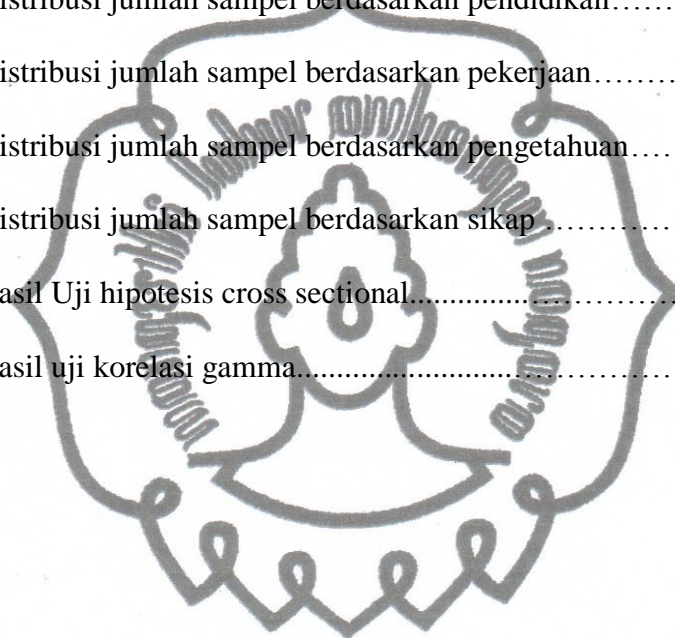 istribusi jumlah sampel berdasarkan pendidikan......
istribusi jumlah sampel berdasarkan pekerjaan........
istribusi jumlah sampel berdasarkan pengetahuan....
istribusi jumlah sampel berdasarkan sikap ..............
asil Uji hipotesis cross sectional.................................
asil uji korelasi gamma..............................................